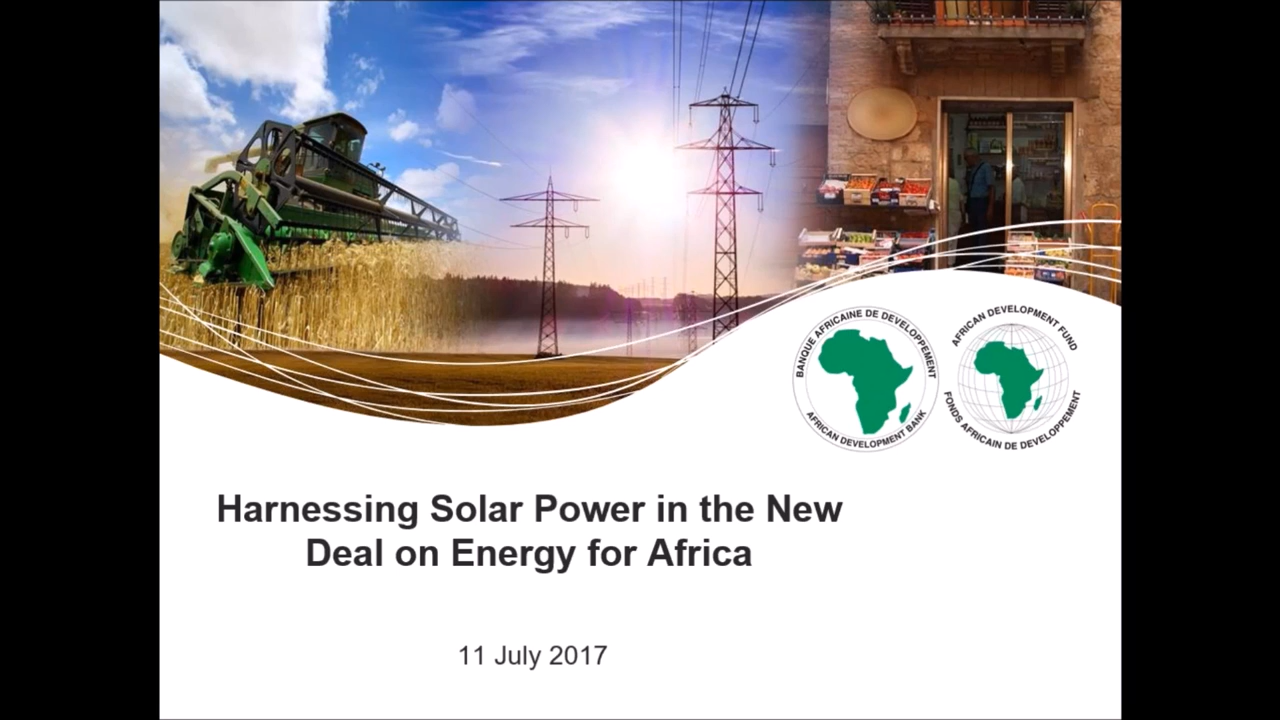 BANQUE AFRICAINE DE DEVELOPPEMENT
AFRICAN DEVELOPMENT BANK
AFRICAN DEVELOPMENT FUND
FONDS AFRICAIN DE DEVELOPPEMENT
Harnessing Solar Power in the New
Deal on Energy for Africa
11 July 2017